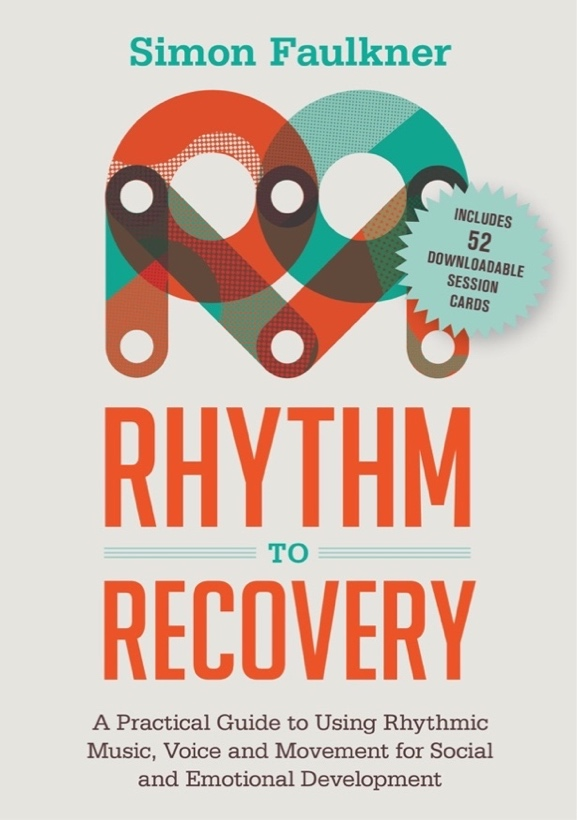 Simon Faulkner
INCLUDES
52
DOWNLOADABLE
SESSION
CARDS
RHYTHM
TO
RECOVERY
A Practical Guide to Using Rhythmic
Music, Voice and Movement for Social
and Emotional Development